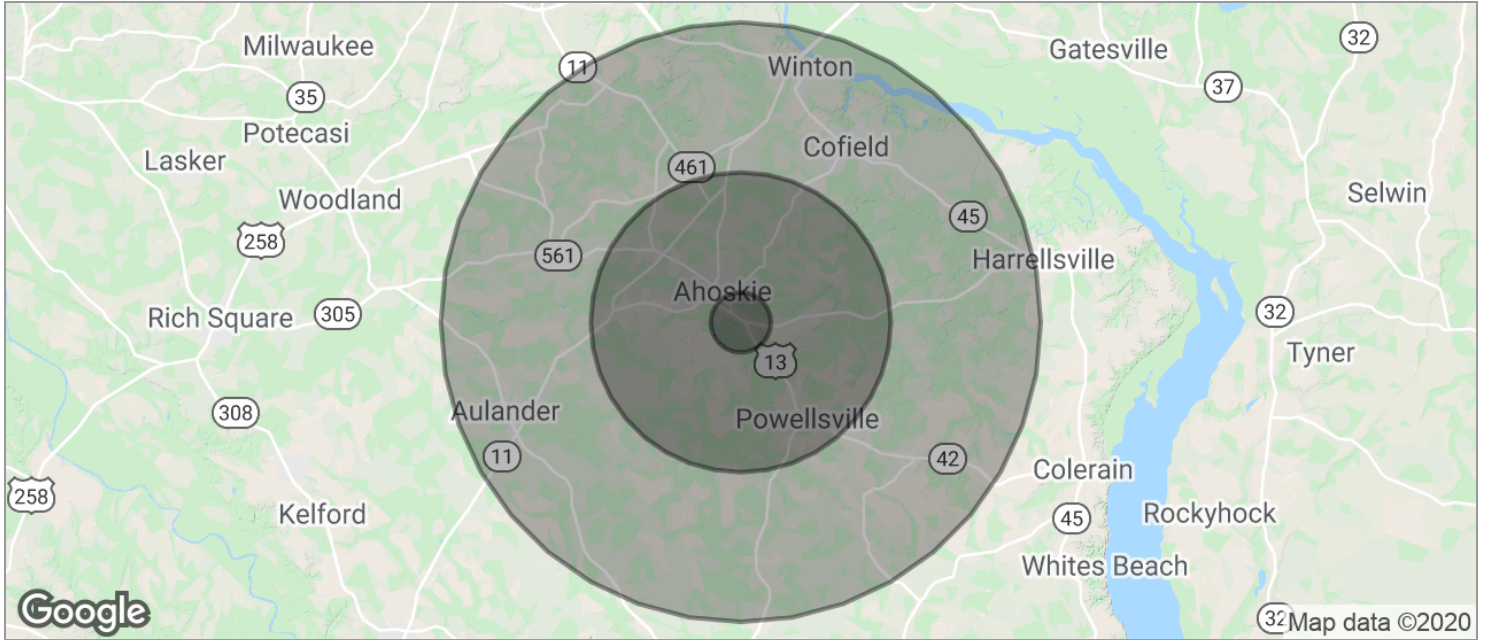 Milwaukee
Gatesville
32
11
Winton
35
37
Potecasi
Cofield
Lasker
461
Woodland
Selwin
45
258
561
Harrellsville
Ahoskie
Rich Square
305
32
13
Tyner
308
Aulander
Powellsville
11
42
Colerain
258
Kelford
45
Rockyhock
Whites Beach
Google
32
Map data ©2020